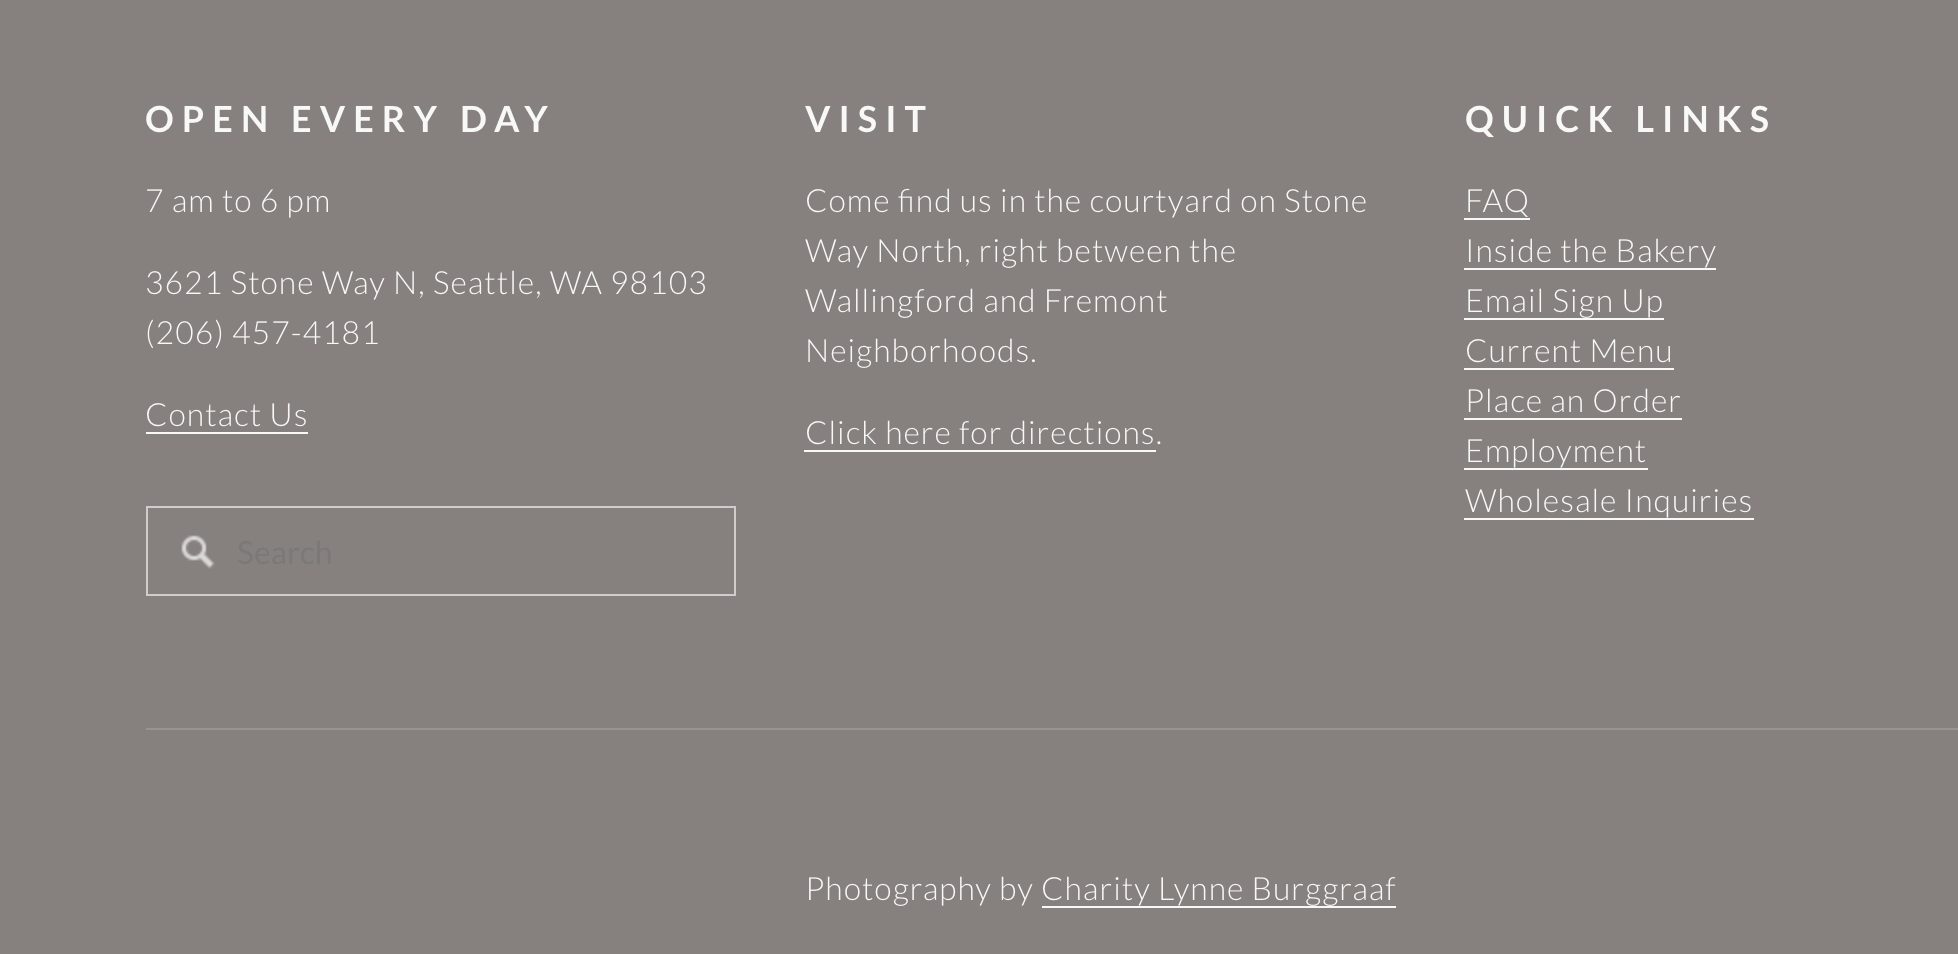 OPEN EVERY DAY
7 am to 6 pm
3621 Stone Way N, Seattle, WA 98103
(206) 457-4181
Contact Us
Search
VISIT
Come find us in the courtyard on Stone
Way North, right between the
Wallingford and Fremont
Neighborhoods.
Click here for directions.
QUICK LINKS
FAQ
Inside the Bakery
Email Sign Up
Current Menu
Place an Order
Employment
Wholesale Inquiries
Photography by Charity Lynne Burggraaf